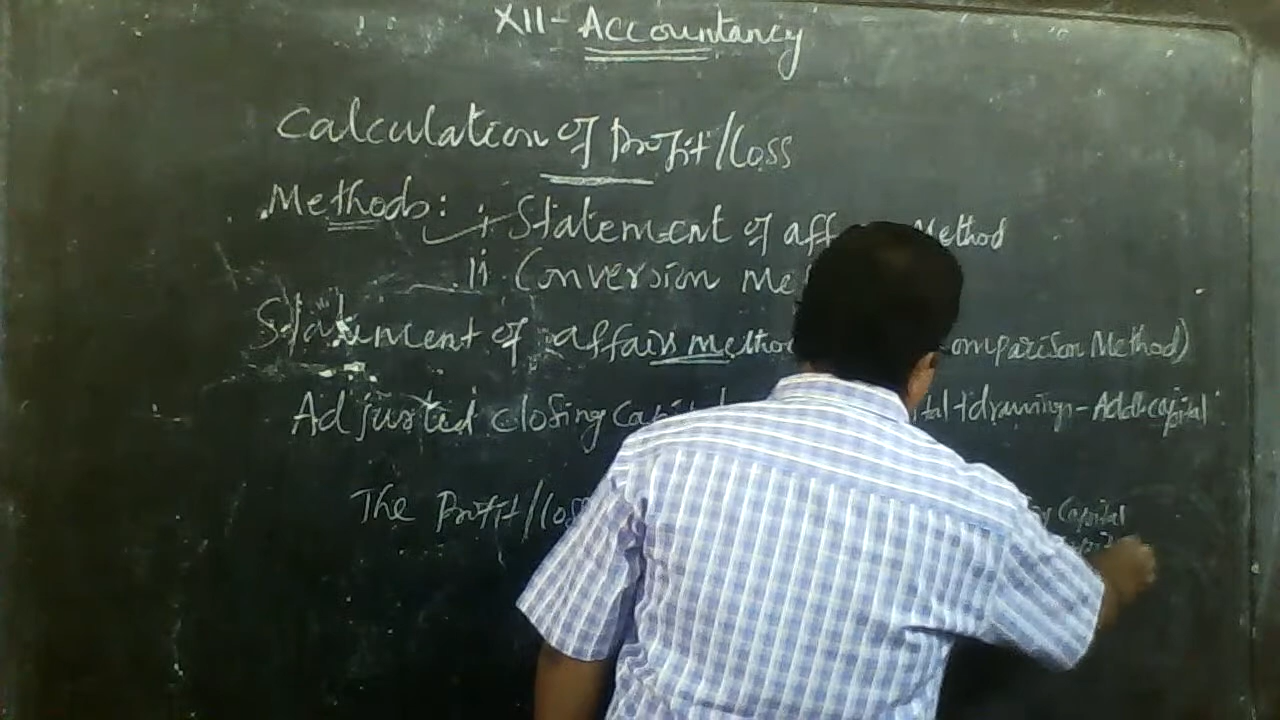 XII - Accountancy
Calculation of Profit/Loss
Methods: i. Statement of aff Method
ii. Conversion me
Statement of affairs metho omparison Method)
Adjusted closing capi ital + drawings - Addl. capital
The Profit/Loss Capital